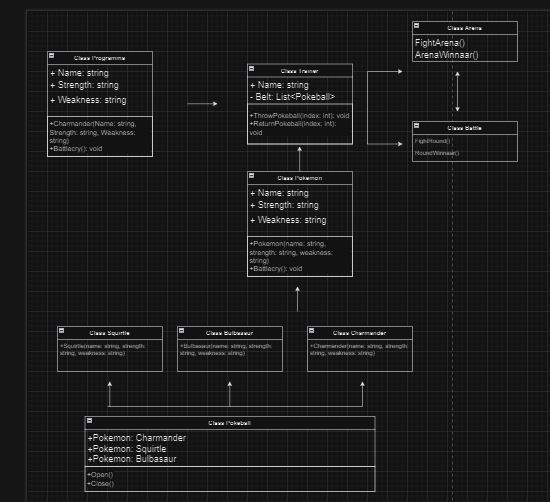 Class Arena
FightArena()
ArenaWinnaar()
Class Programma
+ Name: string
+ Strength: string
+ Weakness: string
+Charmander(Name: string,
Strength: string, Weakness:
string)
+Battlecry(): void
Class Trainer
+ Name: string
- Belt: List<Pokeball>
+ThrowPokeball(index: int): void
+ReturnPokeball(index: int):
void
Class Battle
FightRound()
RoundWinnaar()
Class Pokemon
+ Name: string
+ Strength: string
+ Weakness: string
+Pokemon(name: string,
strength: string, weakness:
string)
+Battlecry(): void
Class Squirtle
+Squirtle(name: string, strength:
string, weakness: string)
Class Bulbasaur
+Bulbasaur(name: string, strength:
string, weakness: string)
Class Charmander
+Charmander(name: string, strength:
string, weakness: string)
Class Pokeball
+Pokemon: Charmander
+Pokemon: Squirtle
+Pokemon: Bulbasaur
+Open()
+Close()